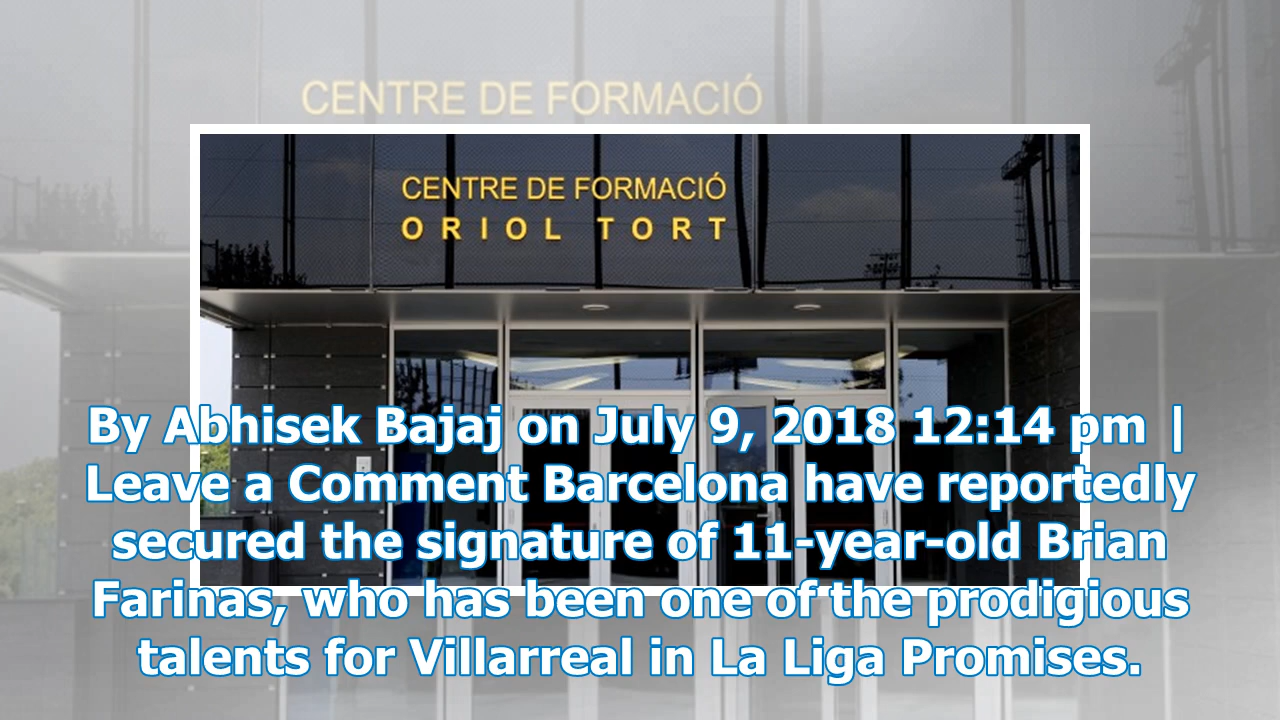 CENTRE DE FORMACIÓ
CENTRE DE FORMACIÓ
ORIOL TORT
By Abhisek Bajaj on July 9, 2018 12:14 pm |
Leave a Comment Barcelona have reportedly
secured the signature of 11-year-old Brian
Farinas, who has been one of the prodigious
talents for Villarreal in La Liga Promises.